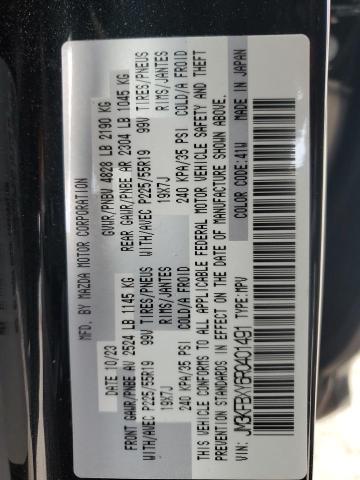 MFD. BY MAZDA MOTOR CORPORATION
10/23 GVWR/PNBV 4828 LB 2190 KG
FRONT GAWR/PNBE AV 2524 LB 1145 KG REAR GAWR/PNBE AR 2304 LB 1045 KG
WITH/AVEC P225/55R19 99V TIRES/PNEUS WITH/AVEC P225/55R19 99V TIRES/PNEUS
19X7J RIMS/JANTES 19X7J RIMS/JANTES
240 KPA/35 PSI COLD/A FROID 240 KPA/35 PSI COLD/A FROID
THIS VEHICLE CONFORMS TO ALL APPLICABLE FEDERAL MOTOR VEHICLE SAFETY AND THEFT
PREVENTION STANDARDS IN EFFECT ON THE DATE OF MANUFACTURE SHOWN ABOVE.
VIN: JM3KFBXY6R0401491 TYPE: MPV COLOR CODE: 41W MADE IN JAPAN